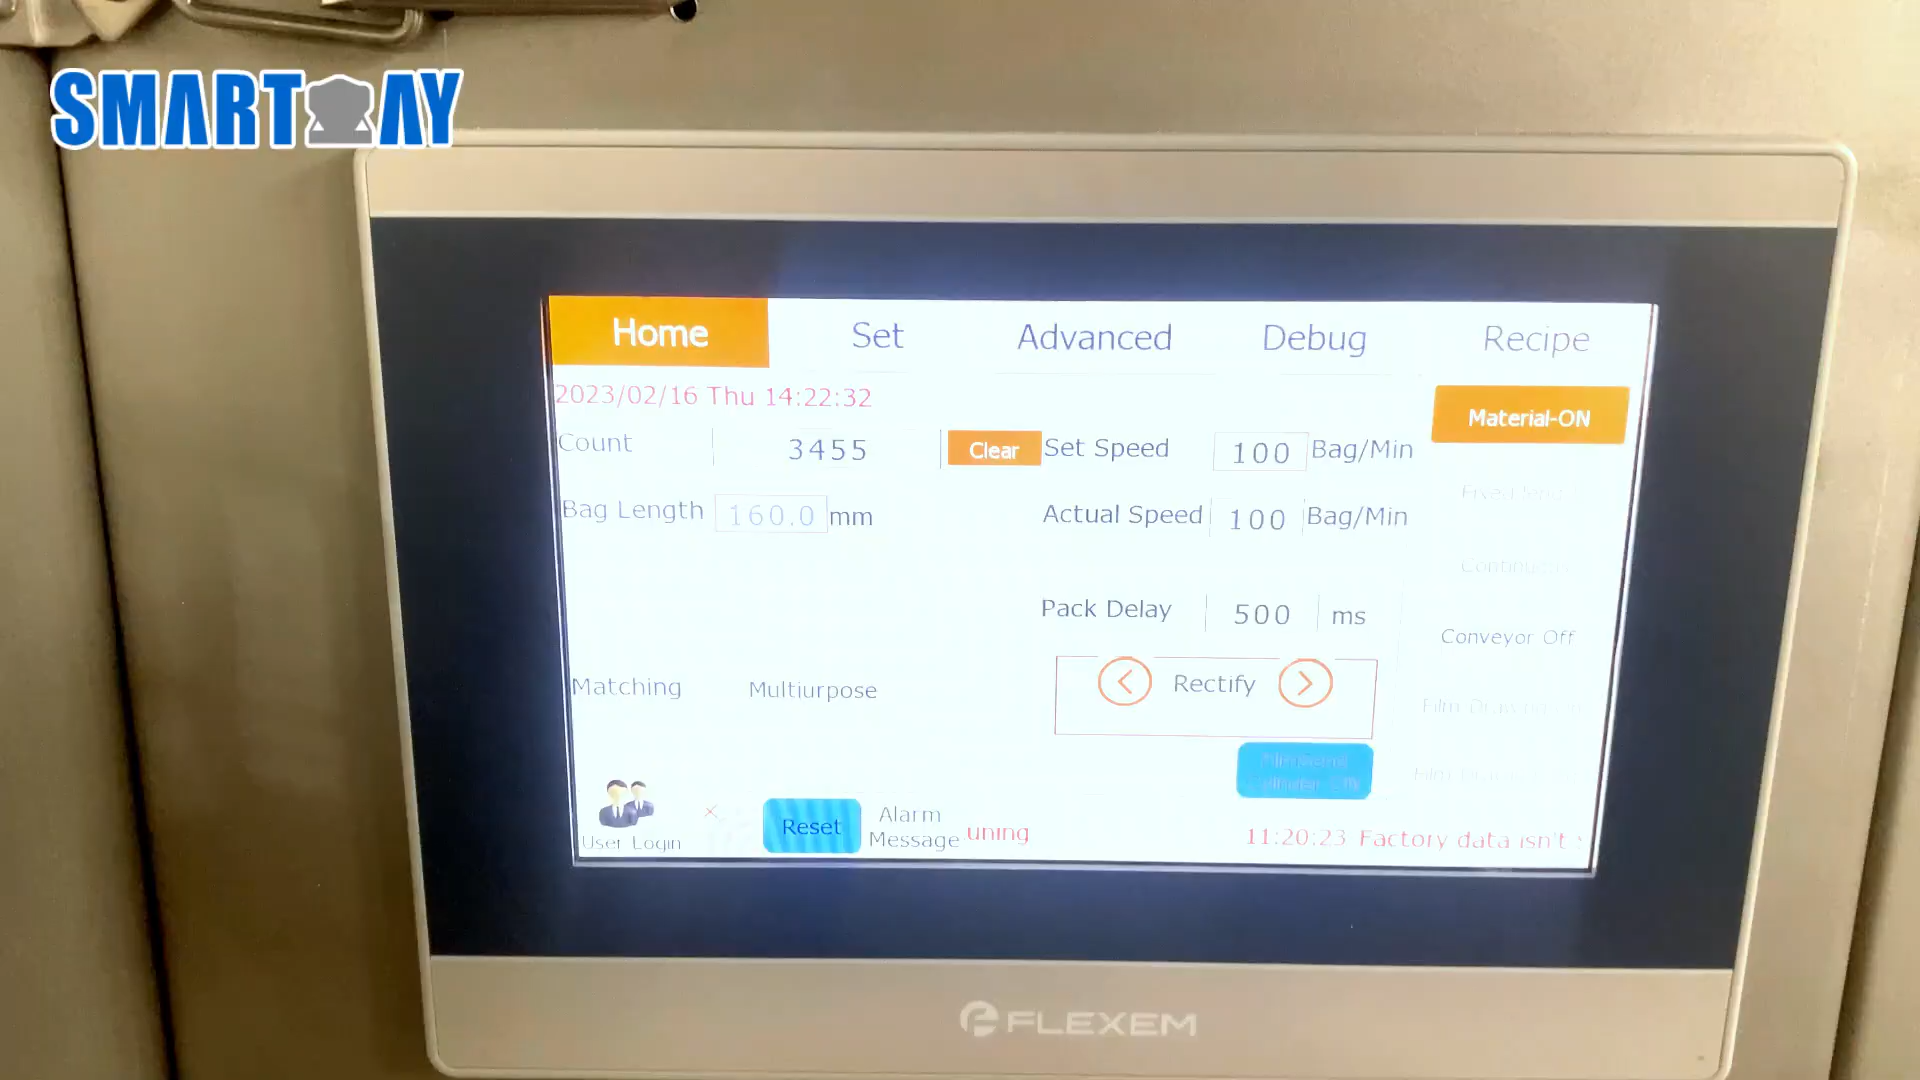 SMART AY
Home Set Advanced Debug Recipe
2023/02/16 Thu 14:22:32
Material-ON
Count 3455 Clear Set Speed 100 Bag/Min
Bag Length 160.0 mm Actual Speed 100 Bag/Min
Pack Delay 500 ms
Conveyor Off
Matching Multiurpose Rectify
User Login × Reset Alarm Message uning 11:20:23 Factory data isn't
FLEXEM